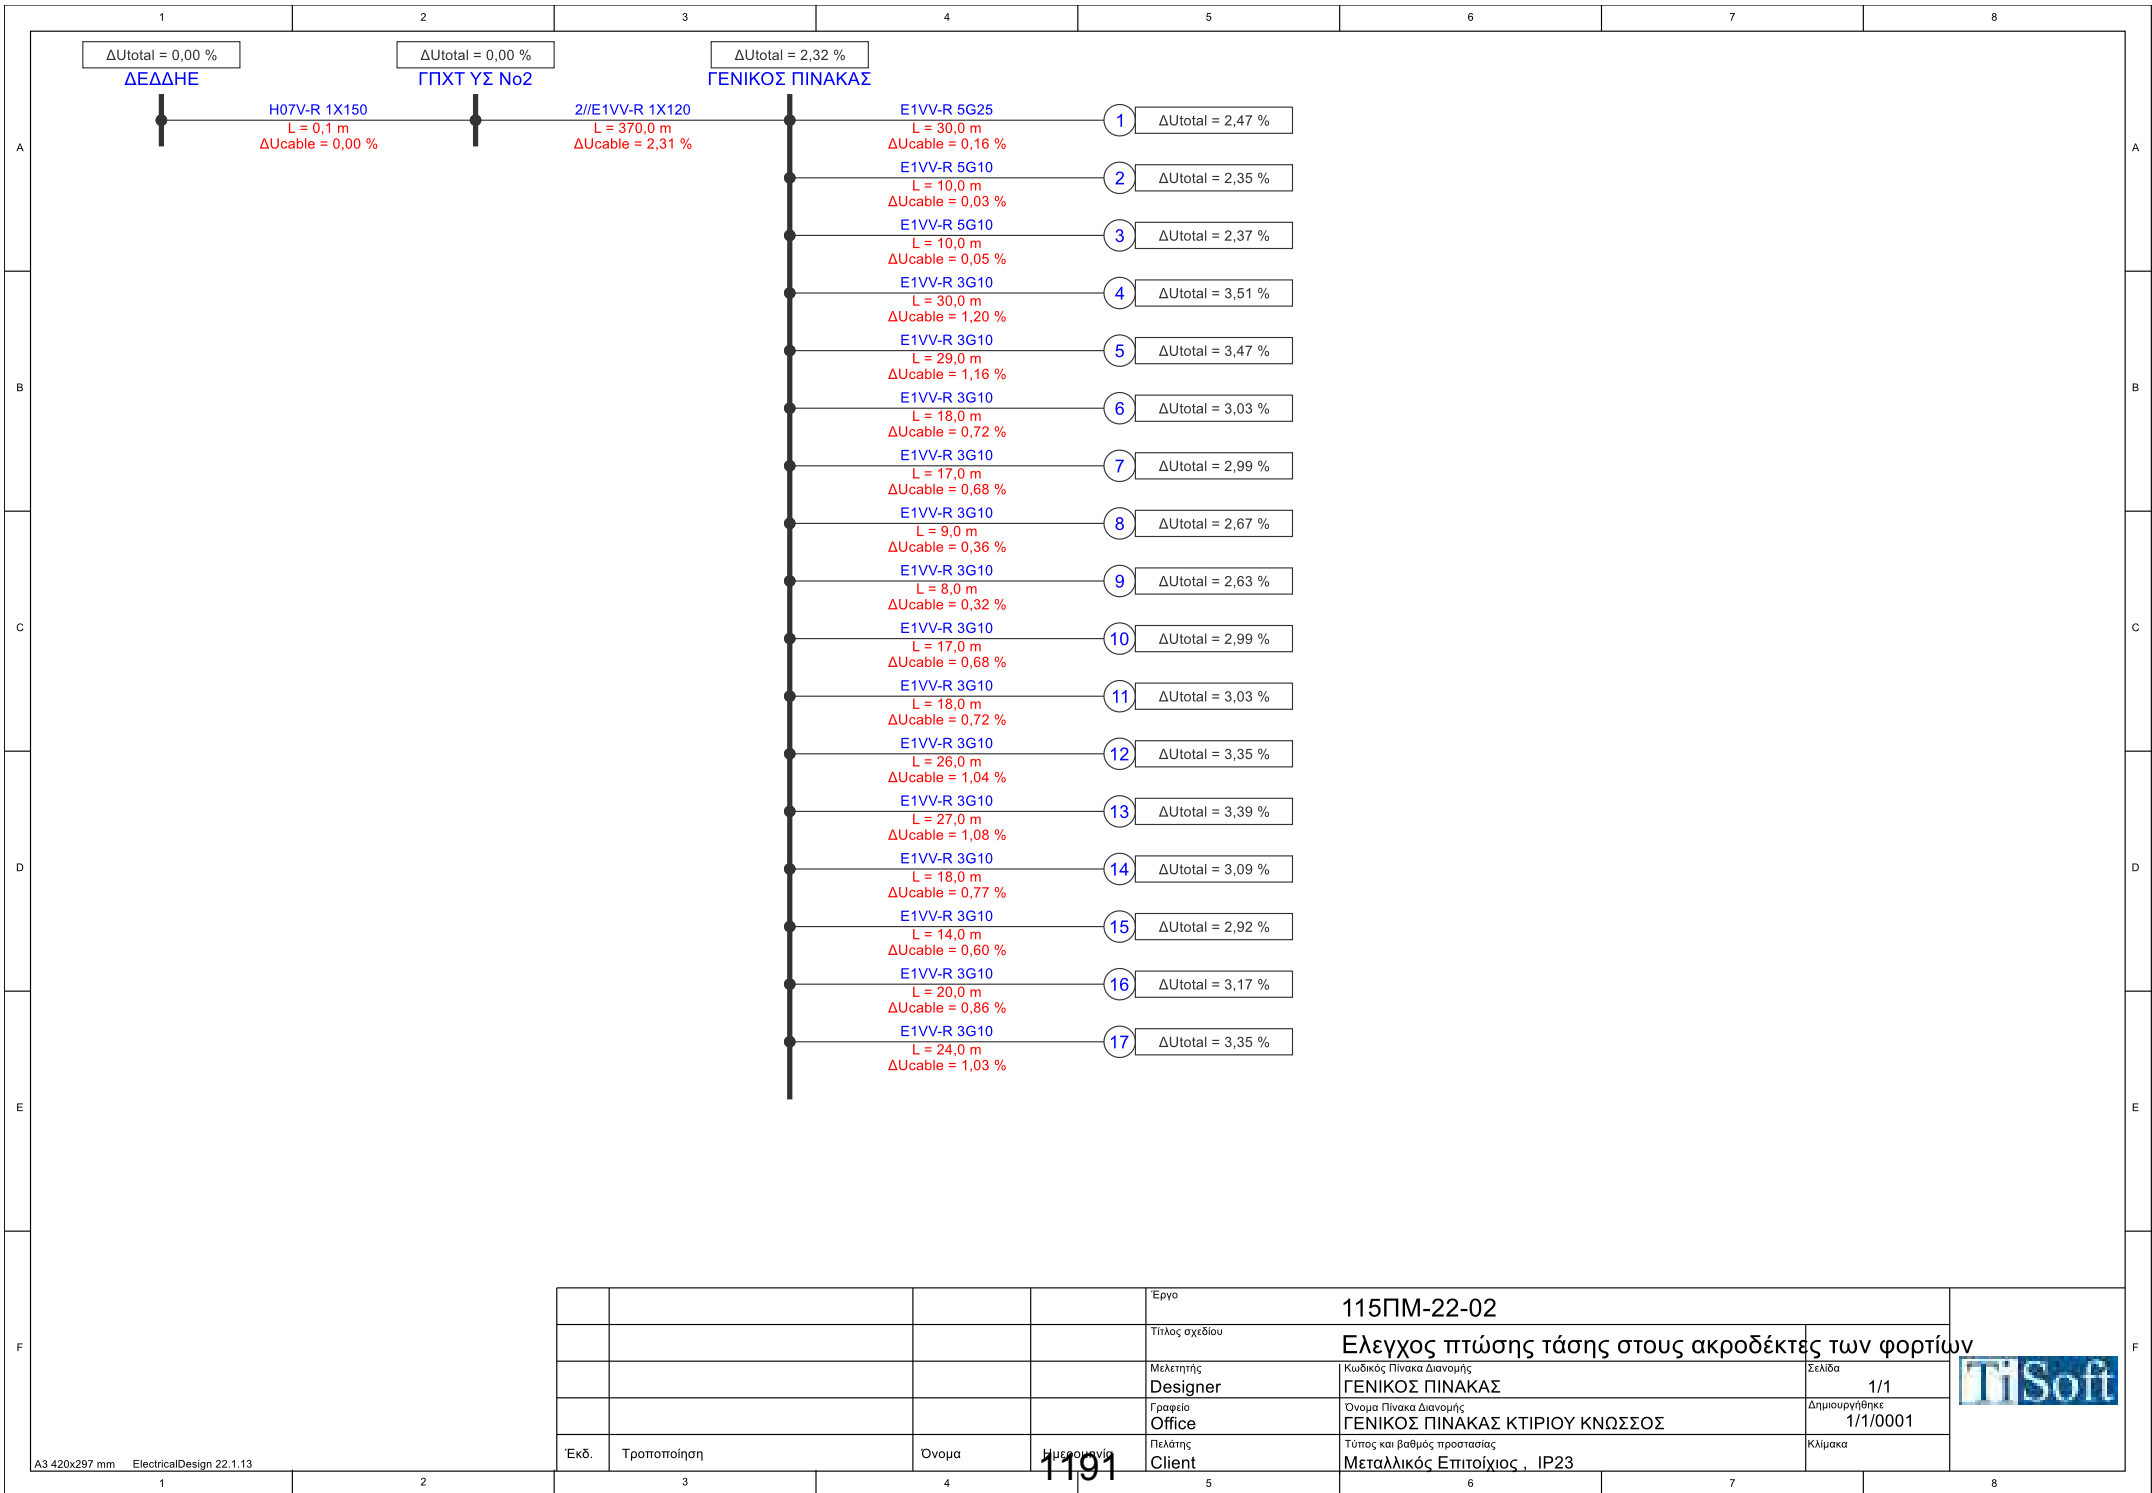 1 2 3 4 5 6 7 8
ΔUtotal = 0,00 % ΔUtotal = 0,00 % ΔUtotal = 2,32 %
ΔΕΔΔΗΕ ΓΠΧΤ ΥΣ Νο2 ΓΕΝΙΚΟΣ ΠΙΝΑΚΑΣ
H07V-R 1X150 2//E1VV-R 1X120 E1VV-R 5G25
L = 0,1 m L = 370,0 m L = 30,0 m 1 ΔUtotal = 2,47 %
ΔUcable = 0,00 % ΔUcable = 2,31 % ΔUcable = 0,16 %
A A
E1VV-R 5G10
L = 10,0 m 2 ΔUtotal = 2,35 %
ΔUcable = 0,03 %
E1VV-R 5G10
L = 10,0 m 3 ΔUtotal = 2,37 %
ΔUcable = 0,05 %
E1VV-R 3G10
L = 30,0 m 4 ΔUtotal = 3,51 %
ΔUcable = 1,20 %
E1VV-R 3G10
L = 29,0 m 5 ΔUtotal = 3,47 %
ΔUcable = 1,16 %
B B
E1VV-R 3G10
L = 18,0 m 6 ΔUtotal = 3,03 %
ΔUcable = 0,72 %
E1VV-R 3G10
L = 17,0 m 7 ΔUtotal = 2,99 %
ΔUcable = 0,68 %
E1VV-R 3G10
L = 9,0 m 8 ΔUtotal = 2,67 %
ΔUcable = 0,36 %
E1VV-R 3G10
L = 8,0 m 9 ΔUtotal = 2,63 %
ΔUcable = 0,32 %
C C
E1VV-R 3G10
L = 17,0 m 10 ΔUtotal = 2,99 %
ΔUcable = 0,68 %
E1VV-R 3G10
L = 18,0 m 11 ΔUtotal = 3,03 %
ΔUcable = 0,72 %
E1VV-R 3G10
L = 26,0 m 12 ΔUtotal = 3,35 %
ΔUcable = 1,04 %
E1VV-R 3G10
L = 27,0 m 13 ΔUtotal = 3,39 %
ΔUcable = 1,08 %
D D
E1VV-R 3G10
L = 18,0 m 14 ΔUtotal = 3,09 %
ΔUcable = 0,77 %
E1VV-R 3G10
L = 14,0 m 15 ΔUtotal = 2,92 %
ΔUcable = 0,60 %
E1VV-R 3G10
L = 20,0 m 16 ΔUtotal = 3,17 %
ΔUcable = 0,86 %
E1VV-R 3G10
L = 24,0 m 17 ΔUtotal = 3,35 %
ΔUcable = 1,03 %
E E
Έργο
115ΠΜ-22-02
Τίτλος σχεδίου
Ελεγχος πτώσης τάσης στους ακροδέκτες των φορτίων
F F
Μελετητής Κωδικός Πίνακα Διανομής Σελίδα
Designer ΓΕΝΙΚΟΣ ΠΙΝΑΚΑΣ 1/1
TiSoft
Γραφείο Όνομα Πίνακα Διανομής Δημιουργήθηκε
Office ΓΕΝΙΚΟΣ ΠΙΝΑΚΑΣ ΚΤΙΡΙΟΥ ΚΝΩΣΣΟΣ 1/1/0001
Πελάτης Τύπος και βαθμός προστασίας Κλίμακα
Έκδ. Τροποποίηση Όνομα Ημερομηνία
Client Μεταλλικός Επιτοίχιος , IP23
1191
A3 420x297 mm ElectricalDesign 22.1.13
1 2 3 4 5 6 7 8